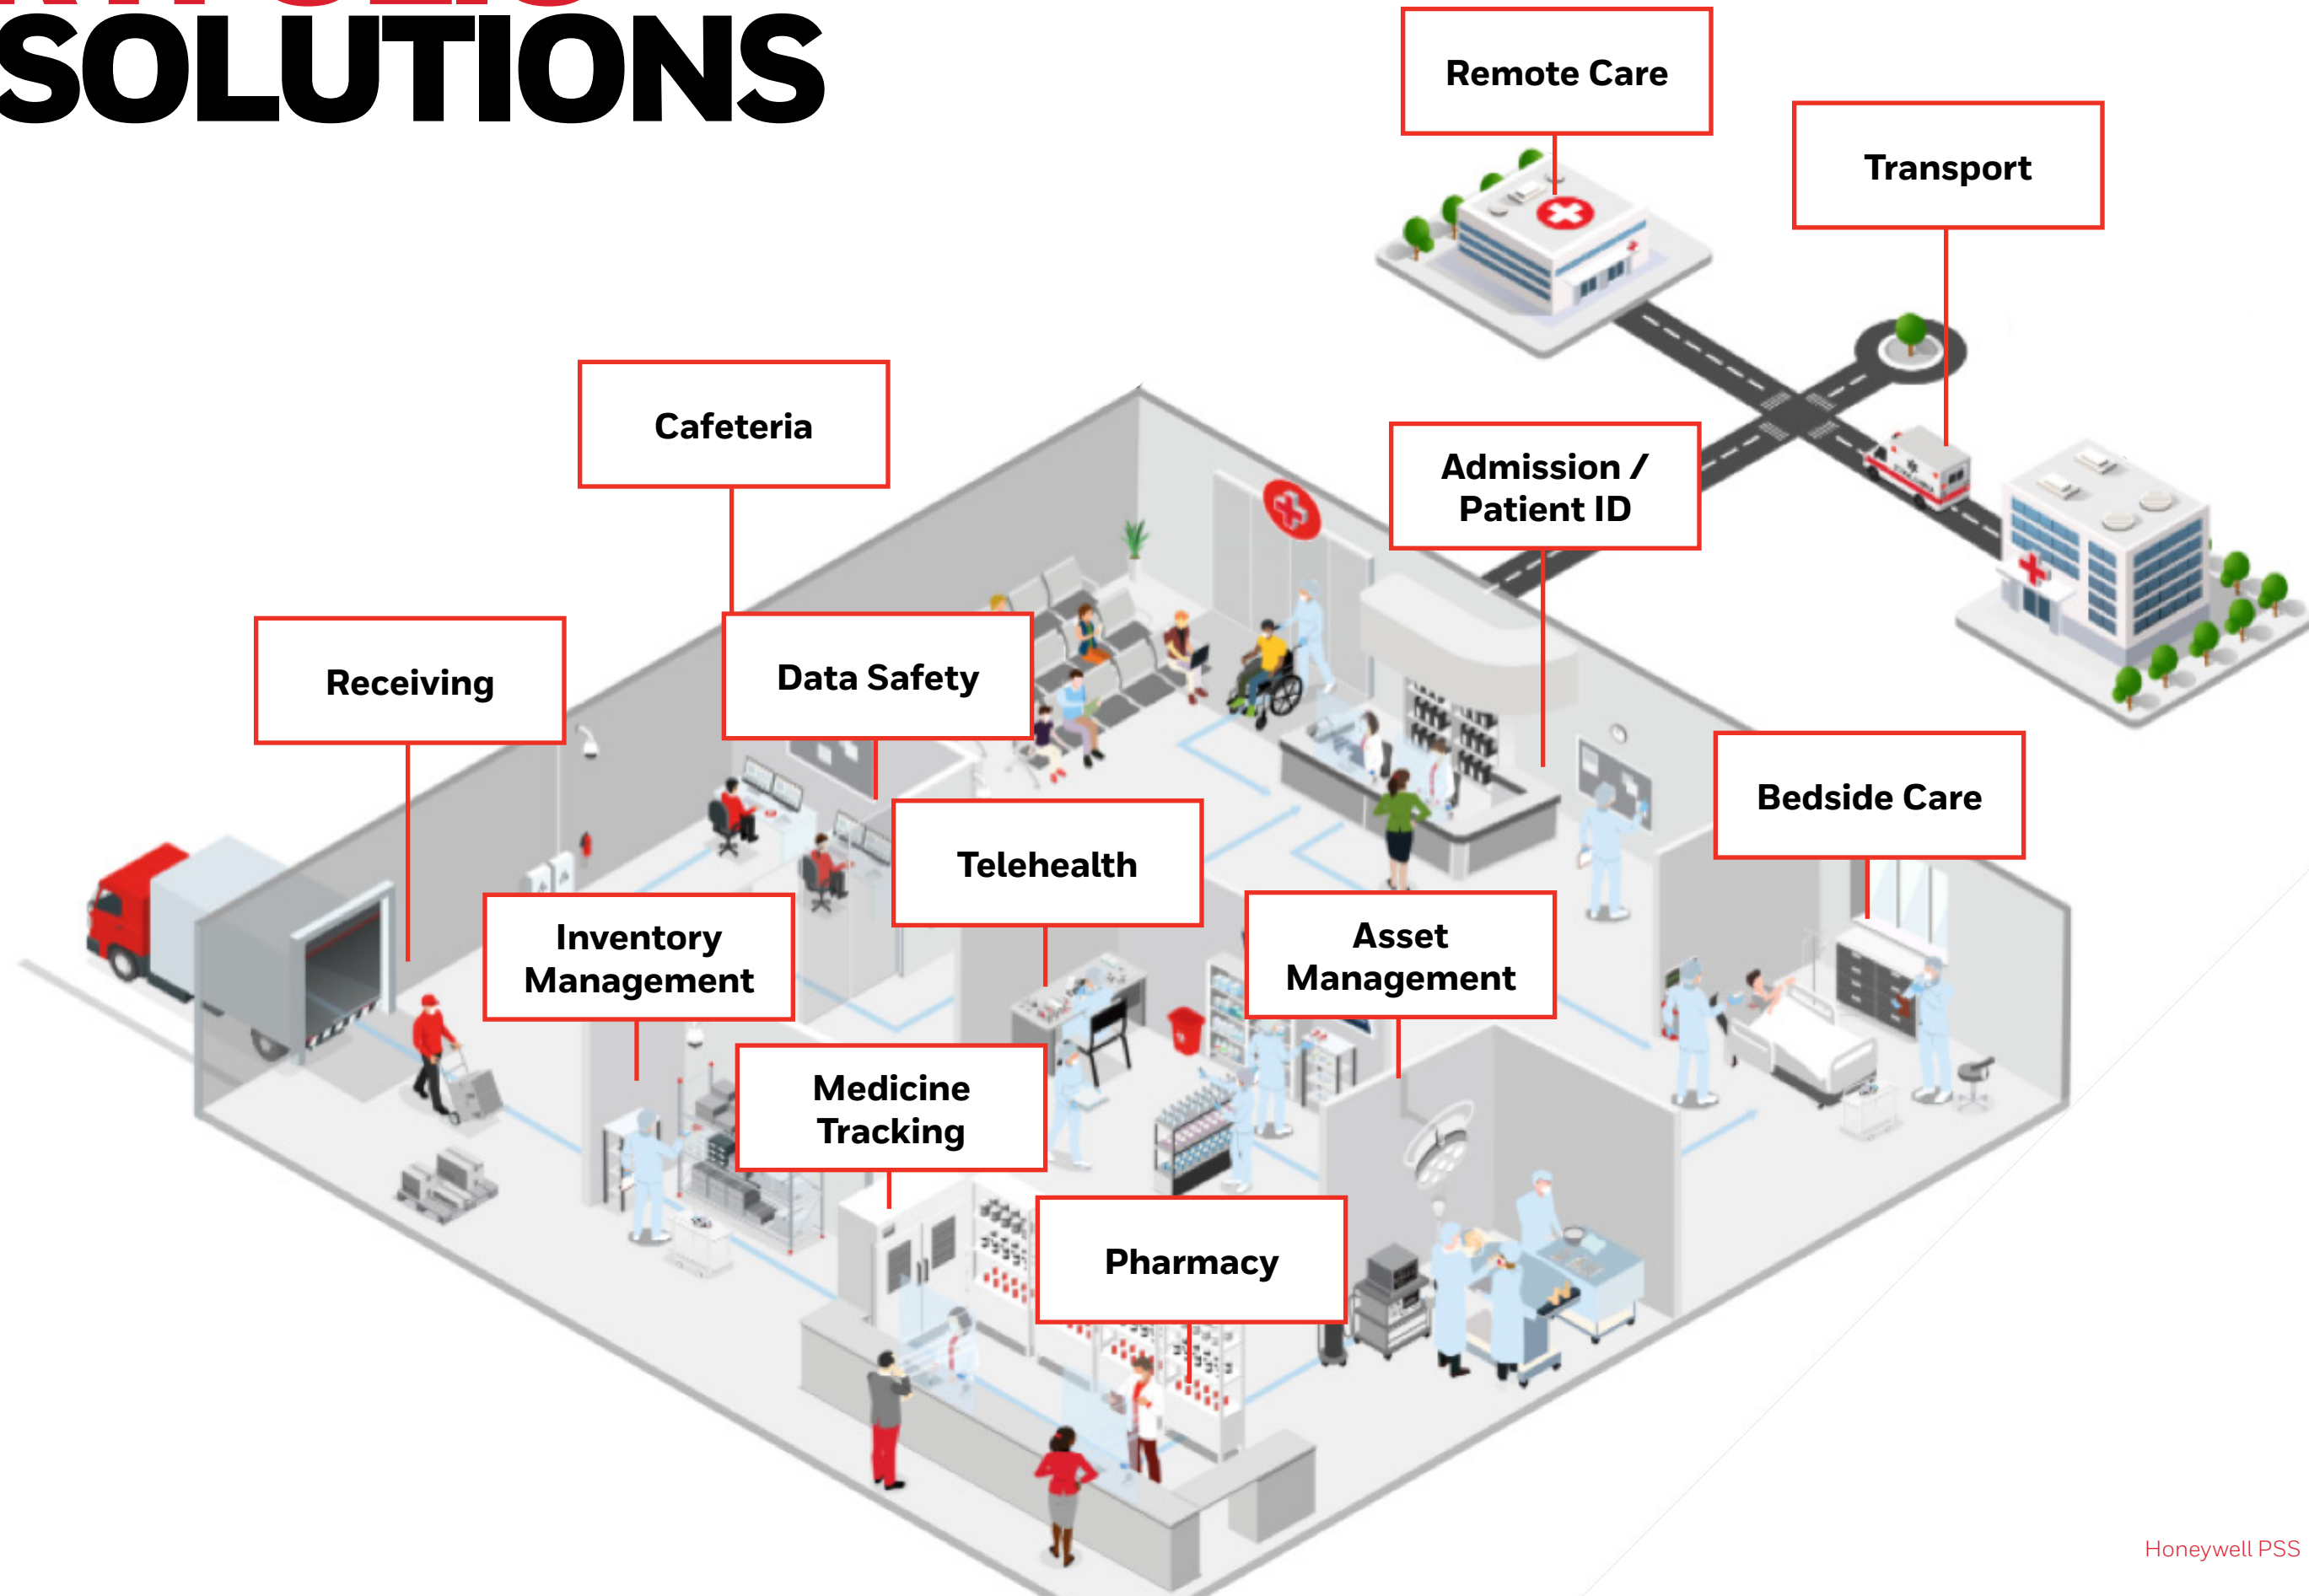 SOLUTIONS
Remote Care
Transport
Cafeteria
Admission /
Patient ID
Receiving
Data Safety
Bedside Care
Telehealth
Inventory
Management
Asset
Management
Medicine
Tracking
Pharmacy
Honeywell PSS